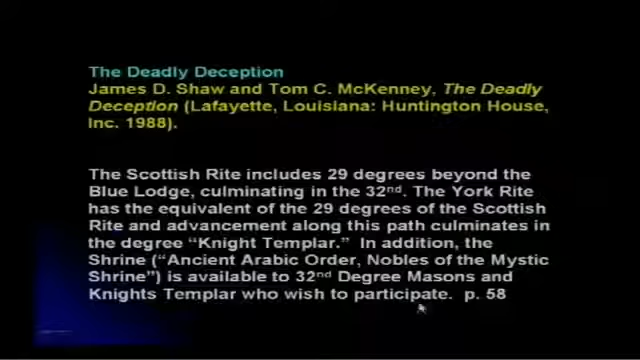 The Deadly Deception
James D. Shaw and Tom C. McKenney, The Deadly
Deception (Lafayette, Louisiana: Huntington House,
Inc. 1988).
The Scottish Rite includes 29 degrees beyond the
Blue Lodge, culminating in the 32nd. The York Rite
has the equivalent of the 29 degrees of the Scottish
Rite and advancement along this path culminates in
the degree “Knight Templar.” In addition, the
Shrine (“Ancient Arabic Order, Nobles of the Mystic
Shrine”) is available to 32nd Degree Masons and
Knights Templar who wish to participate. p. 58